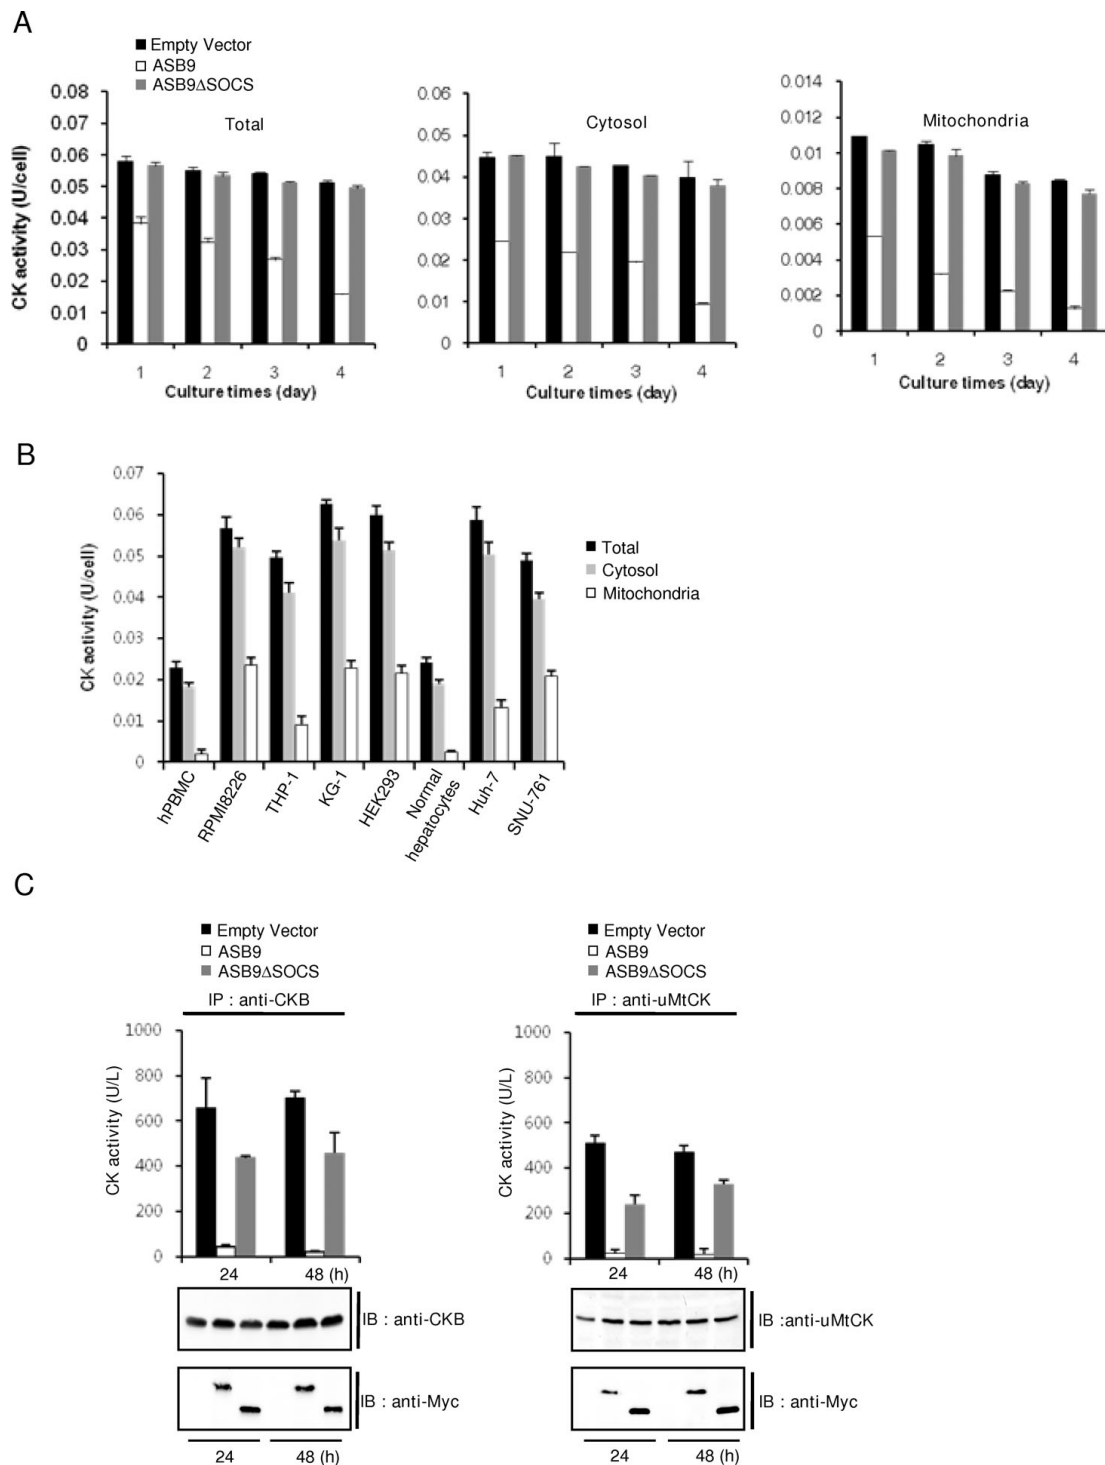 A
Empty Vector
ASB9
ASB9ΔSOCS
Total
CK activity (U/cell)
0.08
0.07
0.06
0.05
0.04
0.03
0.02
0.01
0
1 2 3 4
Culture times (day)
Cytosol
0.06
0.05
0.04
0.03
0.02
0.01
0
1 2 3 4
Culture times (day)
Mitochondria
0.014
0.012
0.01
0.008
0.006
0.004
0.002
0
1 2 3 4
Culture times (day)
B
CK activity (U/cell)
0.07
0.06
0.05
0.04
0.03
0.02
0.01
0
Total
Cytosol
Mitochondria
hPBMC
RPMI8226
THP-1
KG-1
HEK293
Normal
hepatocytes
Huh-7
SNU-761
C
Empty Vector
ASB9
ASB9ΔSOCS
IP : anti-CKB
CK activity (U/L)
1000
800
600
400
200
0
24 48 (h)
IB : anti-CKB
IB : anti-Myc
24 48 (h)
Empty Vector
ASB9
ASB9ΔSOCS
IP : anti-uMtCK
CK activity (U/L)
1000
800
600
400
200
0
24 48 (h)
IB :anti-uMtCK
IB : anti-Myc
24 48 (h)